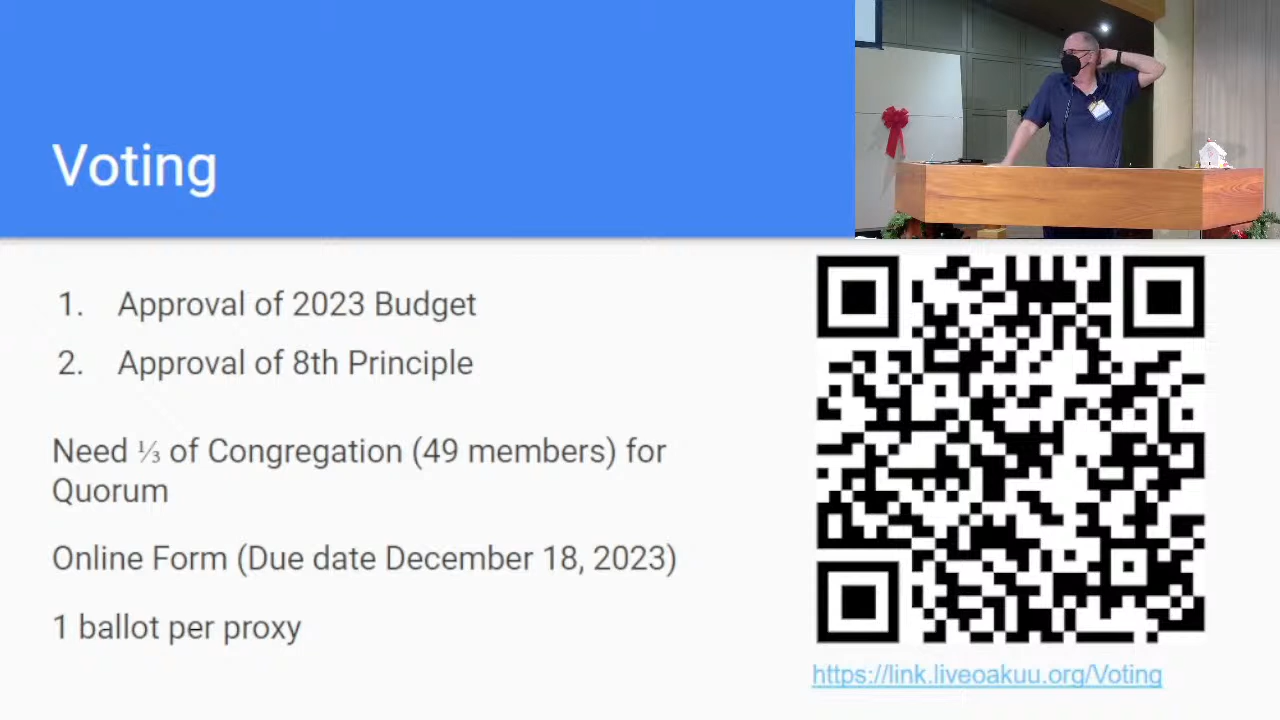 Voting
1. Approval of 2023 Budget
2. Approval of 8th Principle
Need ⅓ of Congregation (49 members) for
Quorum
Online Form (Due date December 18, 2023)
1 ballot per proxy
https://link.liveoakuu.org/Voting